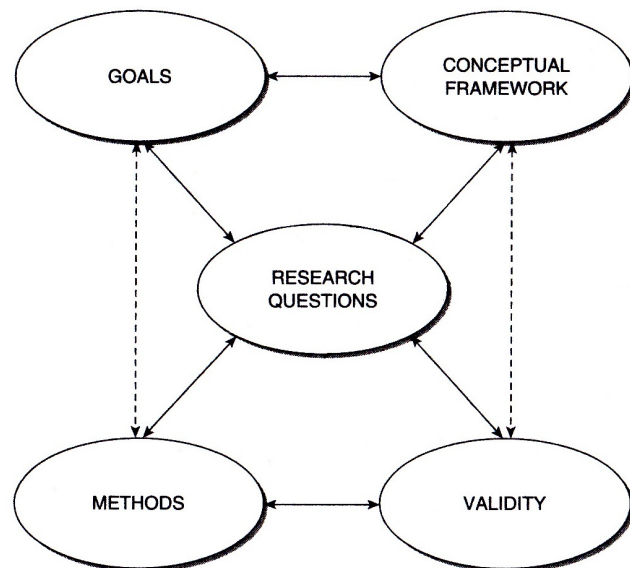 GOALS
CONCEPTUAL
FRAMEWORK
RESEARCH
QUESTIONS
METHODS
VALIDITY